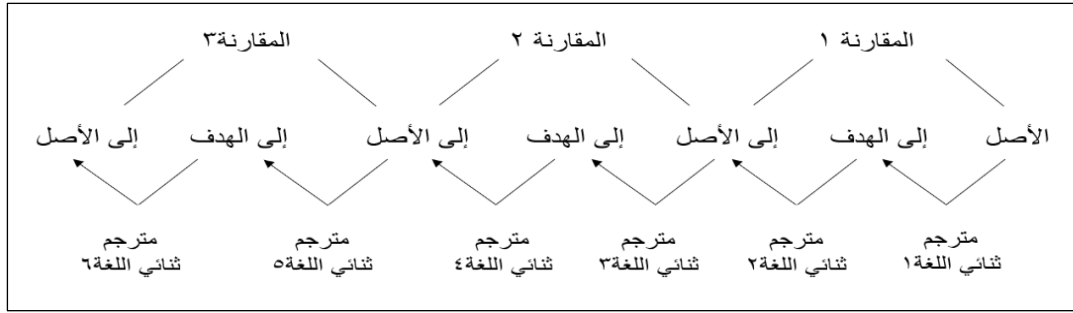 المقارنة ١ المقارنة ٢ المقارنة٣
الأصل إلى الهدف إلى الأصل إلى الهدف إلى الأصل إلى الهدف إلى الأصل
مترجم مترجم مترجم مترجم مترجم مترجم
ثنائي اللغة١ ثنائي اللغة٢ ثنائي اللغة٣ ثنائي اللغة٤ ثنائي اللغة٥ ثنائي اللغة٦